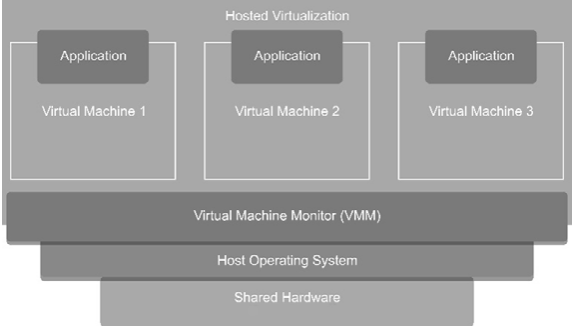 Hosted Virtualization
Application
Application
Application
Virtual Machine 1
Virtual Machine 2
Virtual Machine 3
Virtual Machine Monitor (VMM)
Host Operating System
Shared Hardware